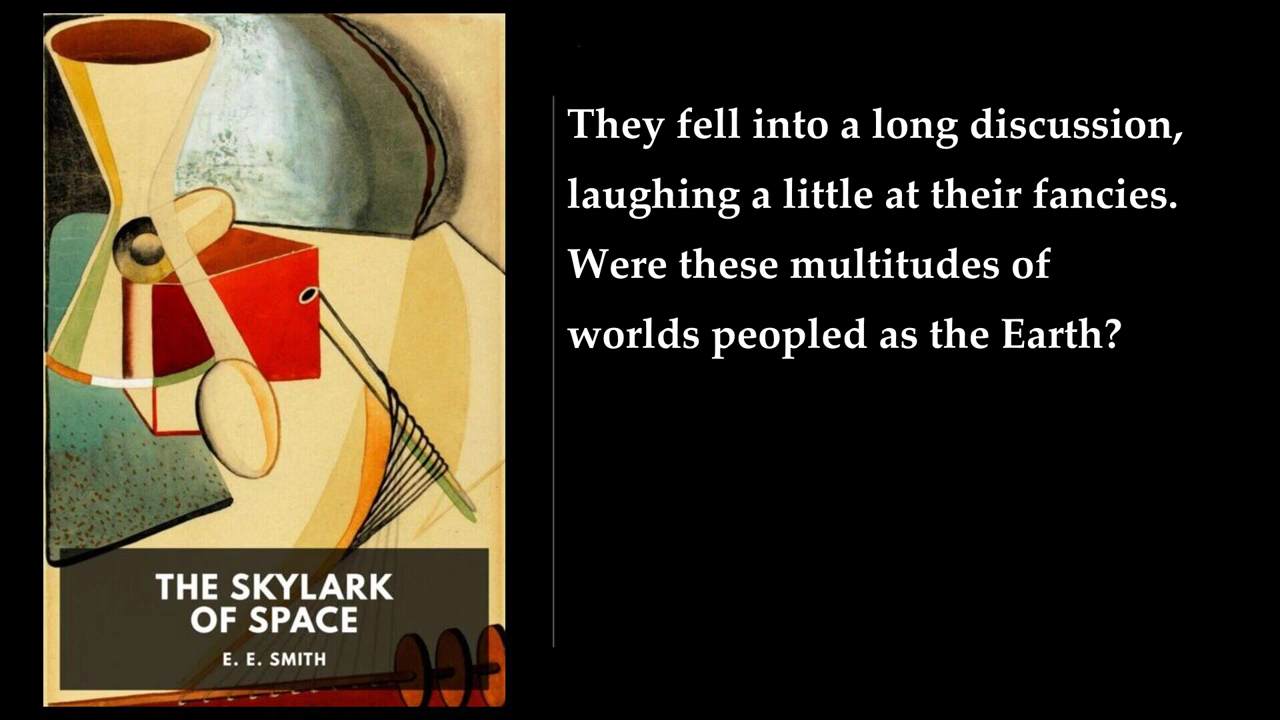 They fell into a long discussion,
laughing a little at their fancies.
Were these multitudes of
worlds peopled as the Earth?
THE SKYLARK
OF SPACE
E. E. SMITH